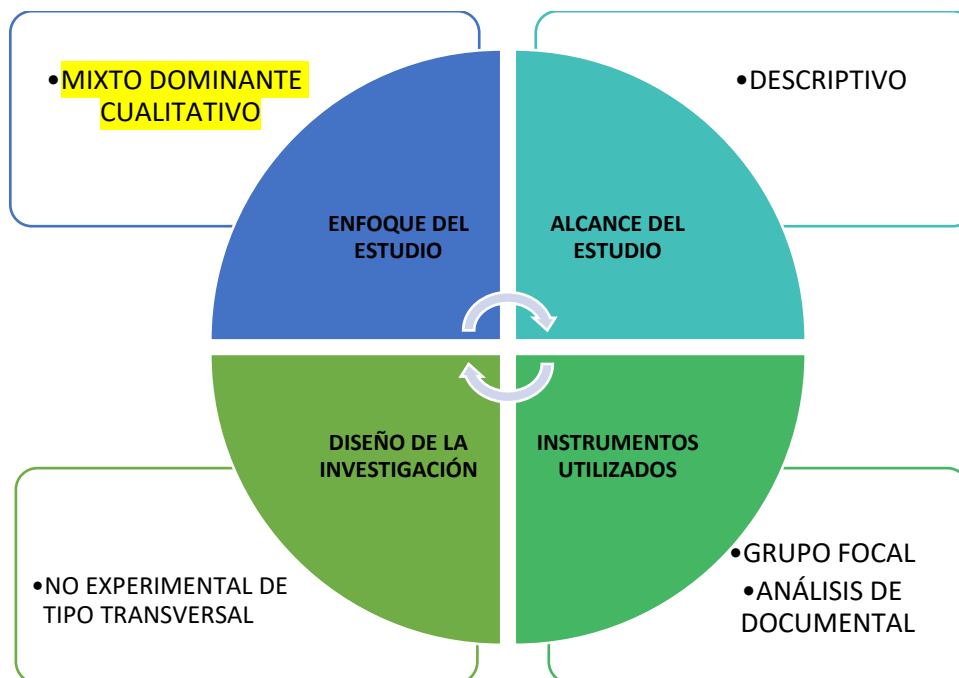 •MIXTO DOMINANTE
CUALITATIVO
•DESCRIPTIVO
ENFOQUE DEL
ESTUDIO
ALCANCE DEL
ESTUDIO
DISEÑO DE LA
INVESTIGACIÓN
INSTRUMENTOS
UTILIZADOS
•NO EXPERIMENTAL DE
TIPO TRANSVERSAL
•GRUPO FOCAL
•ANÁLISIS DE
DOCUMENTAL